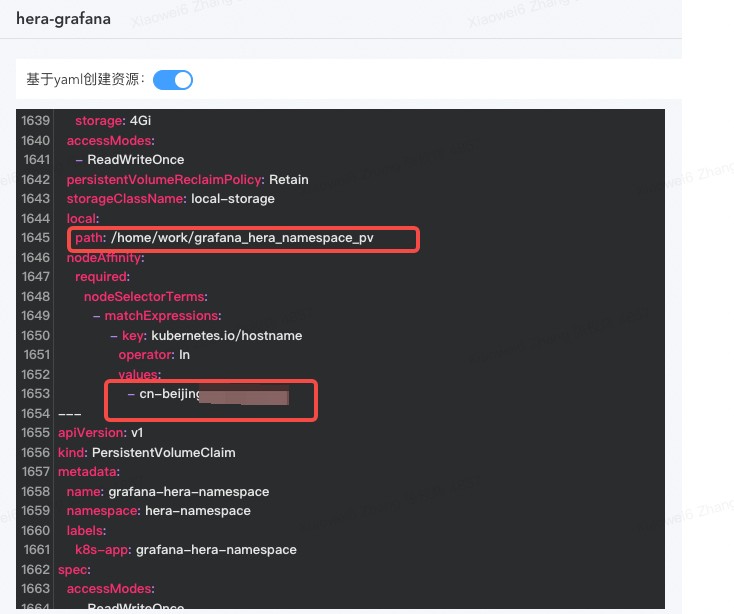 hera-grafana
基于yaml创建资源：
1639 storage: 4Gi
1640 accessModes:
1641 - ReadWriteOnce
1642 persistentVolumeReclaimPolicy: Retain
1643 storageClassName: local-storage
1644 local:
1645 path: /home/work/grafana_hera_namespace_pv
1646 nodeAffinity:
1647 required:
1648 nodeSelectorTerms:
1649 - matchExpressions:
1650 - key: kubernetes.io/hostname
1651 operator: In
1652 values:
1653 - cn-beijing
1654 ---
1655 apiVersion: v1
1656 kind: PersistentVolumeClaim
1657 metadata:
1658 name: grafana-hera-namespace
1659 namespace: hera-namespace
1660 labels:
1661 k8s-app: grafana-hera-namespace
1662 spec:
1663 accessModes:
1664 - ReadWriteOnce